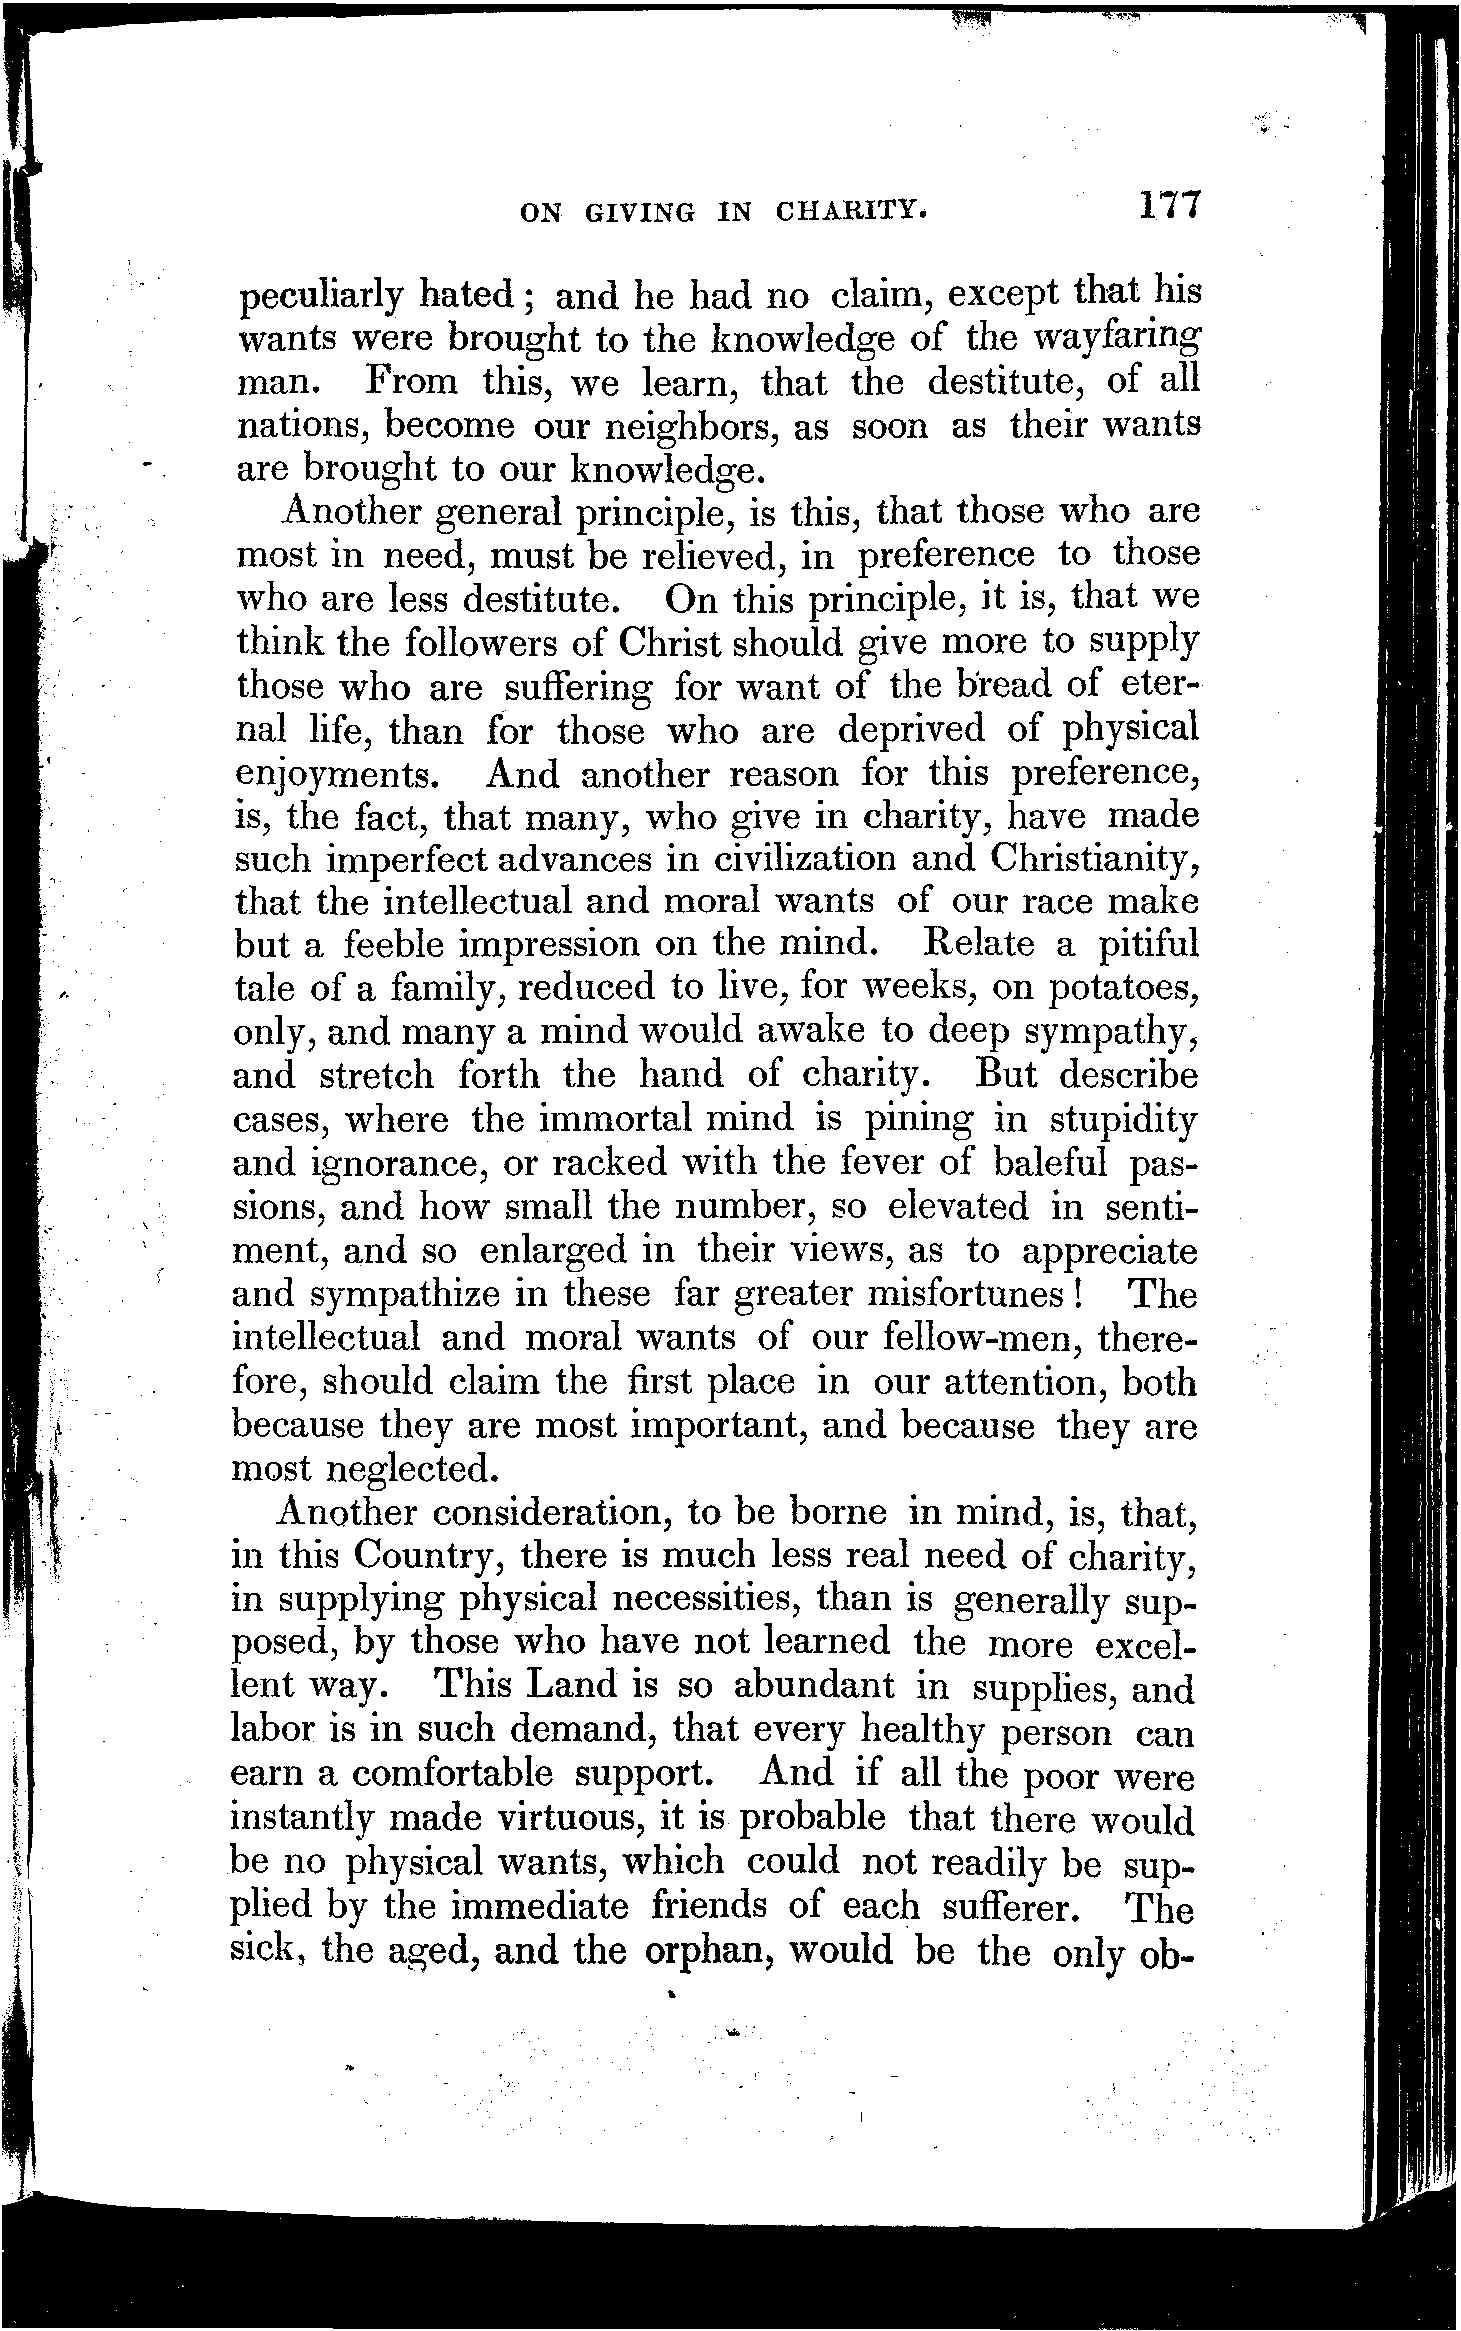 ON GIVING IN CHARITY. 177
peculiarly hated; and he had no claim, except that his
wants were brought to the knowledge of the wayfaring
man. From this, we learn, that the destitute, of all
nations, become our neighbors, as soon as their wants
are brought to our knowledge.
Another general principle, is this, that those who are
most in need, must be relieved, in preference to those
who are less destitute. On this principle, it is, that we
think the followers of Christ should give more to supply
those who are suffering for want of the bread of eter-
nal life, than for those who are deprived of physical
enjoyments. And another reason for this preference,
is, the fact, that many, who give in charity, have made
such imperfect advances in civilization and Christianity,
that the intellectual and moral wants of our race make
but a feeble impression on the mind. Relate a pitiful
tale of a family, reduced to live, for weeks, on potatoes,
only, and many a mind would awake to deep sympathy,
and stretch forth the hand of charity. But describe
cases, where the immortal mind is pining in stupidity
and ignorance, or racked with the fever of baleful pas-
sions, and how small the number, so elevated in senti-
ment, and so enlarged in their views, as to appreciate
and sympathize in these far greater misfortunes! The
intellectual and moral wants of our fellow-men, there-
fore, should claim the first place in our attention, both
because they are most important, and because they are
most neglected.
Another consideration, to be borne in mind, is, that,
in this Country, there is much less real need of charity,
in supplying physical necessities, than is generally sup-
posed, by those who have not learned the more excel-
lent way. This Land is so abundant in supplies, and
labor is in such demand, that every healthy person can
earn a comfortable support. And if all the poor were
instantly made virtuous, it is probable that there would
be no physical wants, which could not readily be sup-
plied by the immediate friends of each sufferer. The
sick, the aged, and the orphan, would be the only ob-